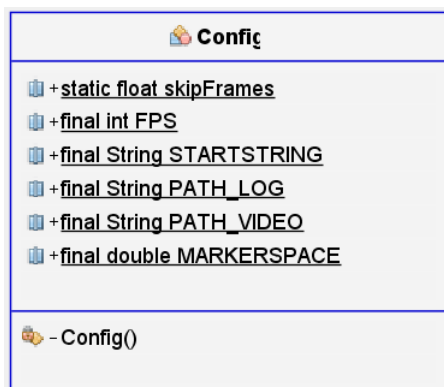 Config
+static float skipFrames
+final int FPS
+final String STARTSTRING
+final String PATH_LOG
+final String PATH_VIDEO
+final double MARKERSPACE
-Config()